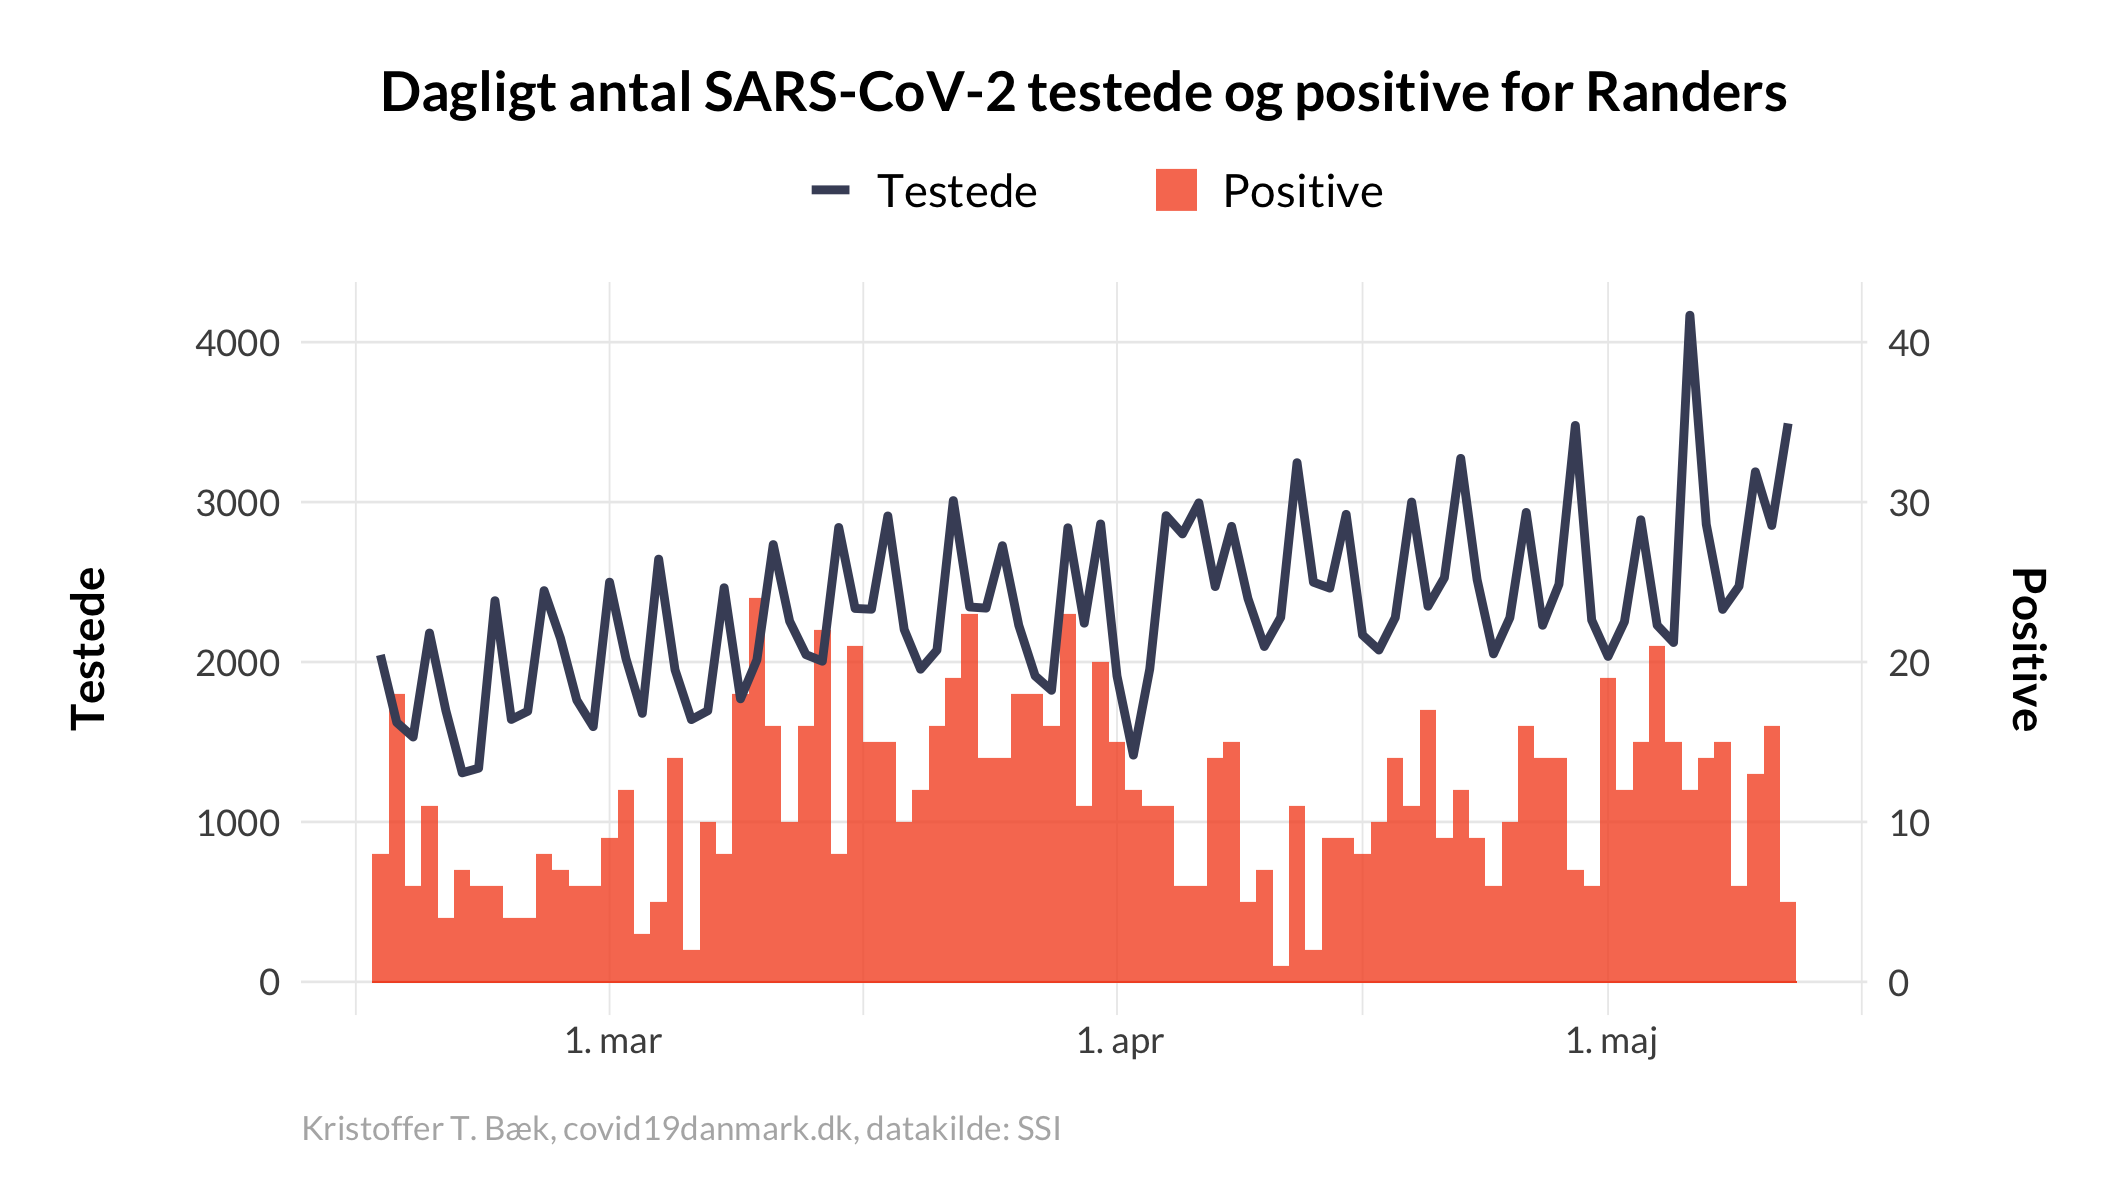 Dagligt antal SARS-CoV-2 testede og positive for Randers
Testede
Positive
4000
3000
2000
1000
0
40
30
20
10
0
Testede
Positive
1. mar
1. apr
1. maj
Kristoffer T. Bæk, covid19danmark.dk, datakilde: SSI